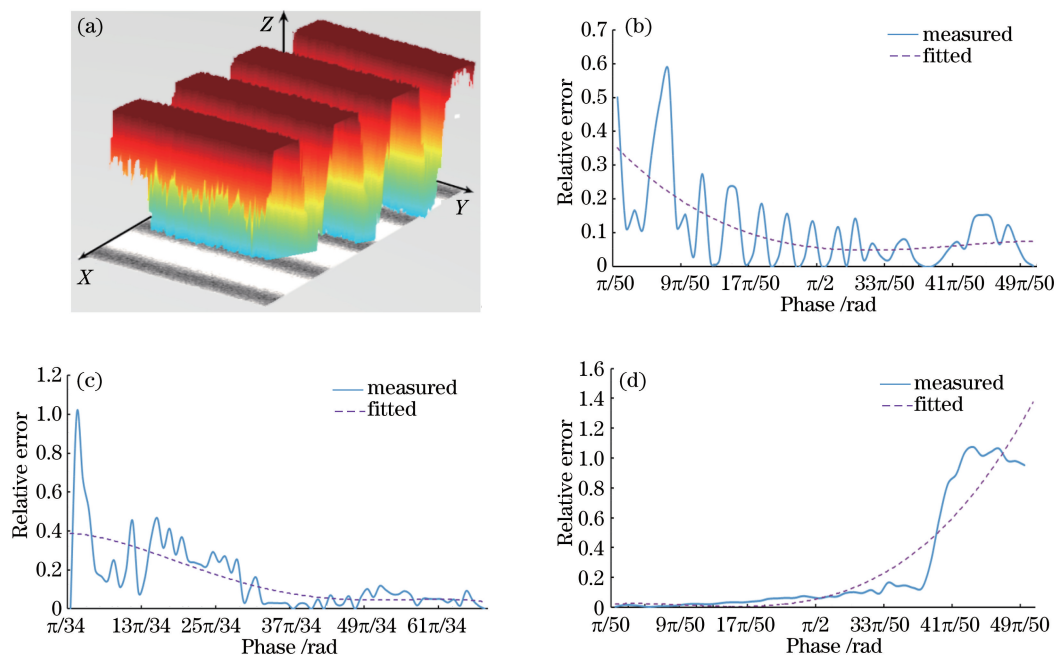 (a)
Z
Y
X
(b)
measured
fitted
Relative error
0.7
0.6
0.5
0.4
0.3
0.2
0.1
0
π/50 9π/50 17π/50 π/2 33π/50 41π/50 49π/50
Phase /rad
(c)
measured
fitted
Relative error
1.2
1.0
0.8
0.6
0.4
0.2
0
π/34 13π/34 25π/34 37π/34 49π/34 61π/34
Phase /rad
(d)
measured
fitted
Relative error
1.6
1.4
1.2
1.0
0.8
0.6
0.4
0.2
0
π/50 9π/50 17π/50 π/2 33π/50 41π/50 49π/50
Phase /rad